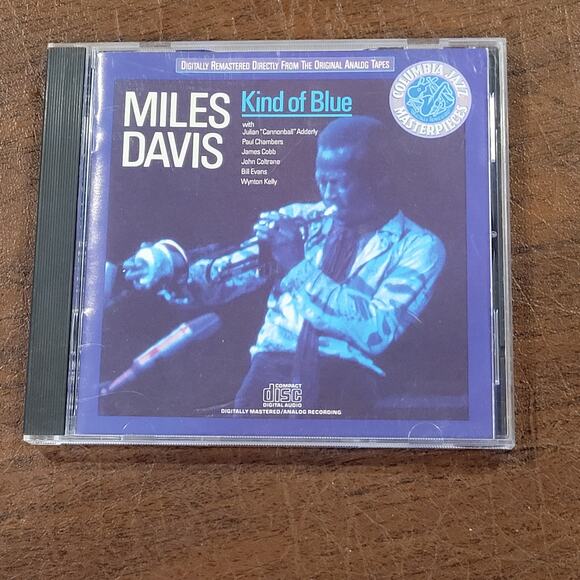 DIGITALLY REMASTERED DIRECTLY FROM THE ORIGINAL ANALOG TAPES
COLUMBIA JAZZ
MASTERPIECES
MILES
DAVIS
Kind of Blue
with
Julian "Cannonball" Adderly
Paul Chambers
James Cobb
John Coltrane
Bill Evans
Wynton Kelly
COMPACT
disc
DIGITAL AUDIO
DIGITALLY MASTERED/ANALOG RECORDING